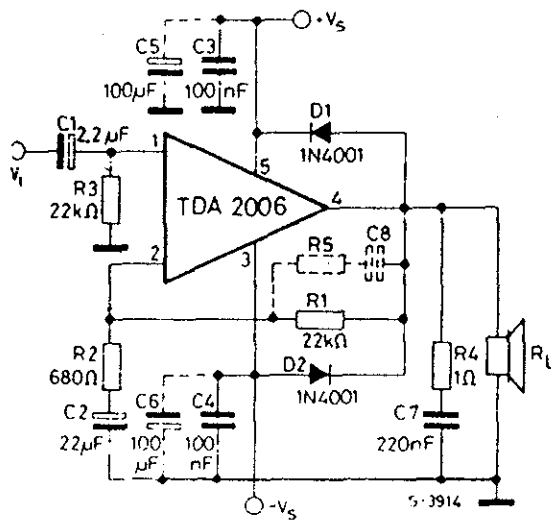 +Vs
C5
C3
100µF
100 nF
D1
1N4001
C1
2,2µF
1
5
Vi
R3
22kΩ
TDA 2006
4
2
3
R5
C8
R1
22kΩ
R2
680Ω
D2
1N4001
R4
1Ω
RL
C2
22µF
C6
100
µF
C4
100
nF
C7
220nF
-Vs
S-3914